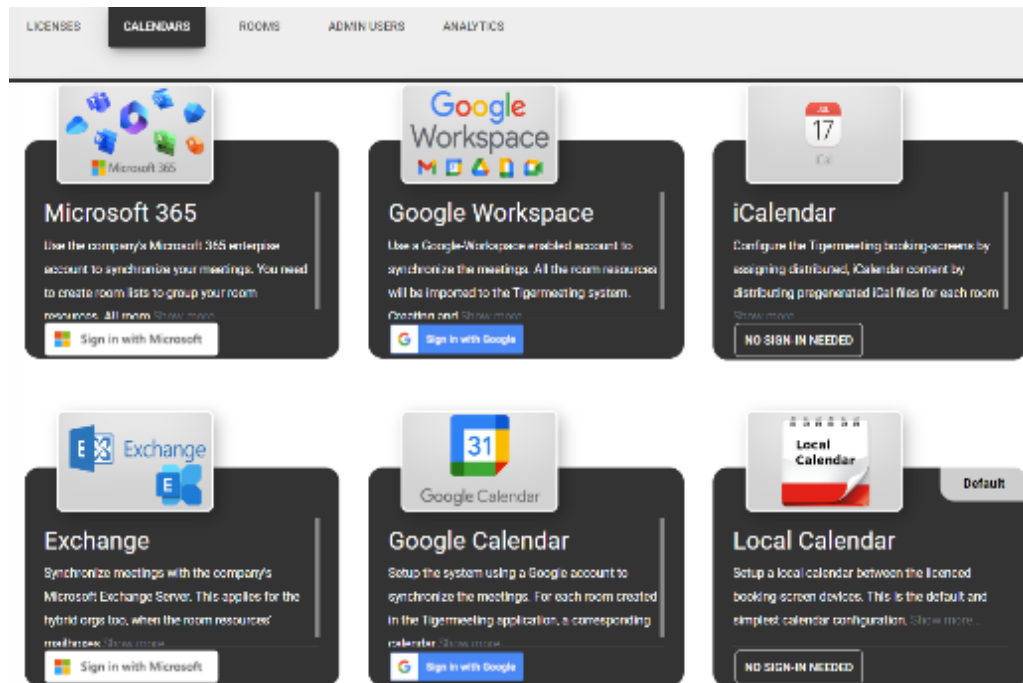 LICENSES
CALENDARS
ROOMS
ADMIN USERS
ANALYTICS
Microsoft 365
Microsoft 365
Use the company's Microsoft 365 enterpise
account to synchronize your meetings. You need
to create room lists to group your room
resources. All room Show more
Sign in with Microsoft
Google
Workspace
Google Workspace
Use a Google-Workspace enabled account to
synchronize the meetings. All the room resources
will be imported to the Tigermeeting system.
Creating and Show more
Sign in with Google
JUL
17
iCal
iCalendar
Configure the Tigermeeting booking-screens by
assigning distributed, iCalendar content by
distributing pregenerated iCal files for each room
Show more
NO SIGN-IN NEEDED
E
Exchange
E
Exchange
Synchronize meetings with the company's
Microsoft Exchange Server. This applies for the
hybrid orgs too, when the room resources'
mailboxes Show more
Sign in with Microsoft
31
Google Calendar
Google Calendar
Setup the system using a Google account to
synchronize the meetings. For each room created
in the Tigermeeting application, a corresponding
calendar Show more
Sign in with Google
Local
Calendar
Default
Local Calendar
Setup a local calendar between the licenced
booking-screen devices. This is the default and
simplest calendar configuration. Show more...
NO SIGN-IN NEEDED